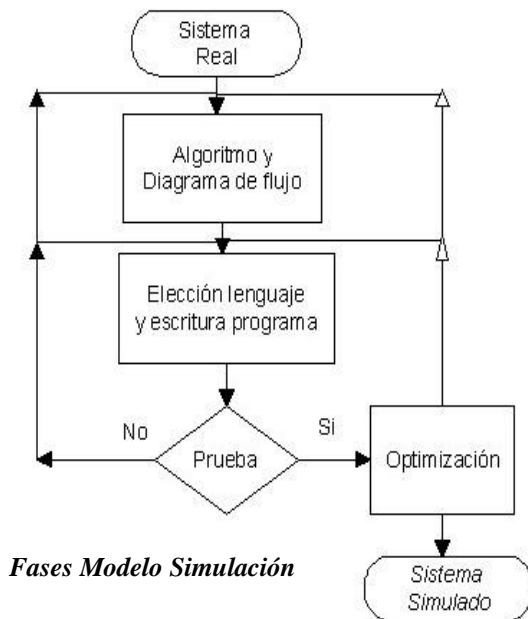 Sistema
Real
Algoritmo y
Diagrama de flujo
Elección lenguaje
y escritura programa
No
Si
Prueba
Optimización
Fases Modelo Simulación
Sistema
Simulado